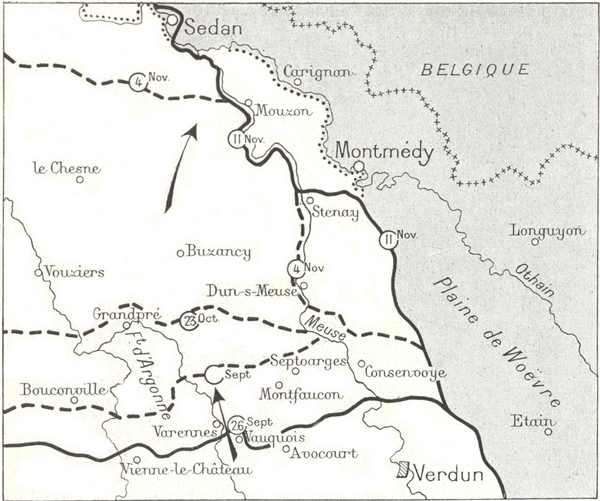 Sedan
Carignan
BELGIQUE
4 Nov.
Mouzon
11 Nov.
Montmédy
le Chesne
Stenay
11 Nov.
Longuyon
Buzancy
Vouziers
4 Nov
Othain
Dun-s-Meuse
Plaine de Woëvre
Grandpré
23 Oct.
Meuse
Ft d'Argonne
Septoarges
Consenvoye
Sept
Bouconville
Montfaucon
Etain
26 Sept
Varennes
Vauquois
Avocourt
Vienne-le-Château
Verdun